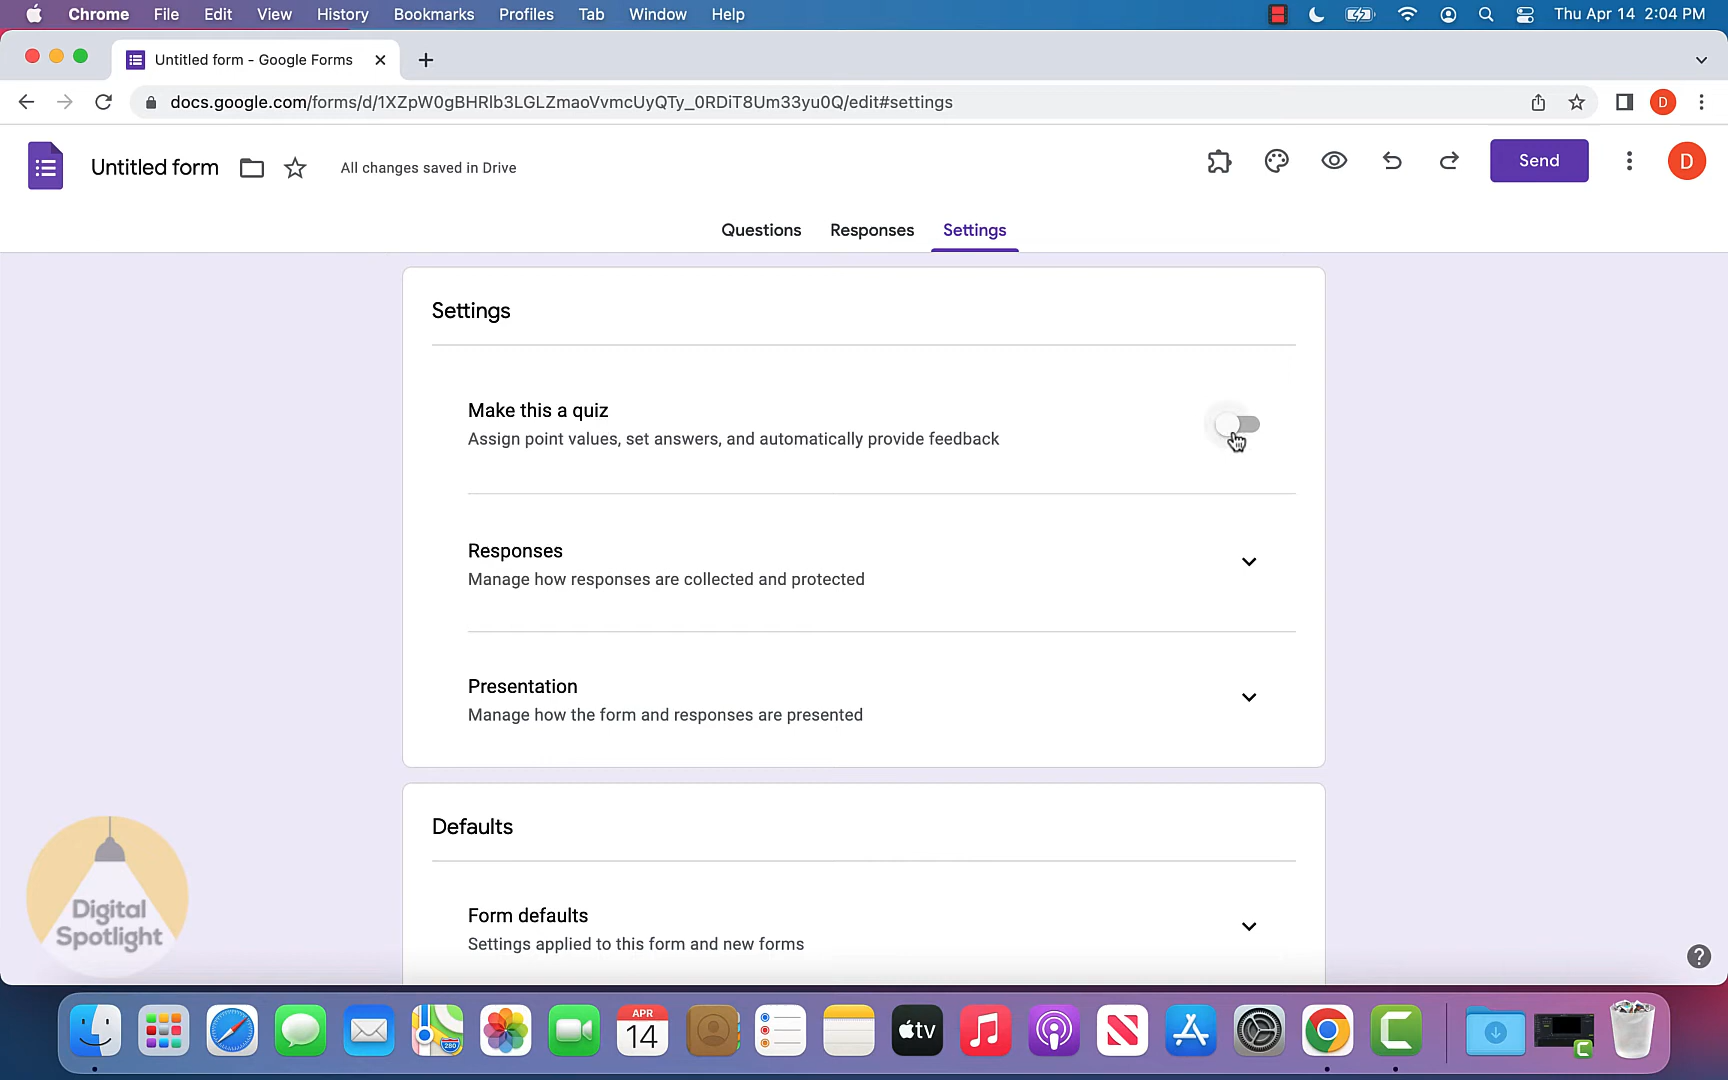 Chrome File Edit View History Bookmarks Profiles Tab Window Help Thu Apr 14 2:04 PM
Untitled form - Google Forms
docs.google.com/forms/d/1XZpW0gBHRlb3LGLZmaoVvmcUyQTy_0RDiT8Um33yu0Q/edit#settings
D
Untitled form
All changes saved in Drive
Send
D
Questions Responses Settings
Settings
Make this a quiz
Assign point values, set answers, and automatically provide feedback
Responses
Manage how responses are collected and protected
Presentation
Manage how the form and responses are presented
Defaults
Digital
Spotlight
Form defaults
Settings applied to this form and new forms
?
APR
14
280
tv